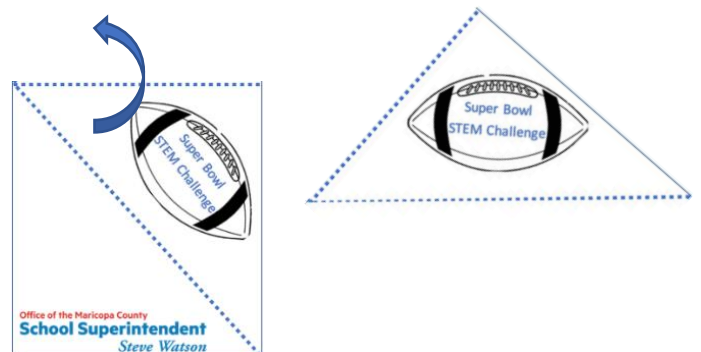 Super Bowl
STEM Challenge
Office of the Maricopa County
School Superintendent
Steve Watson
Super Bowl
STEM Challenge